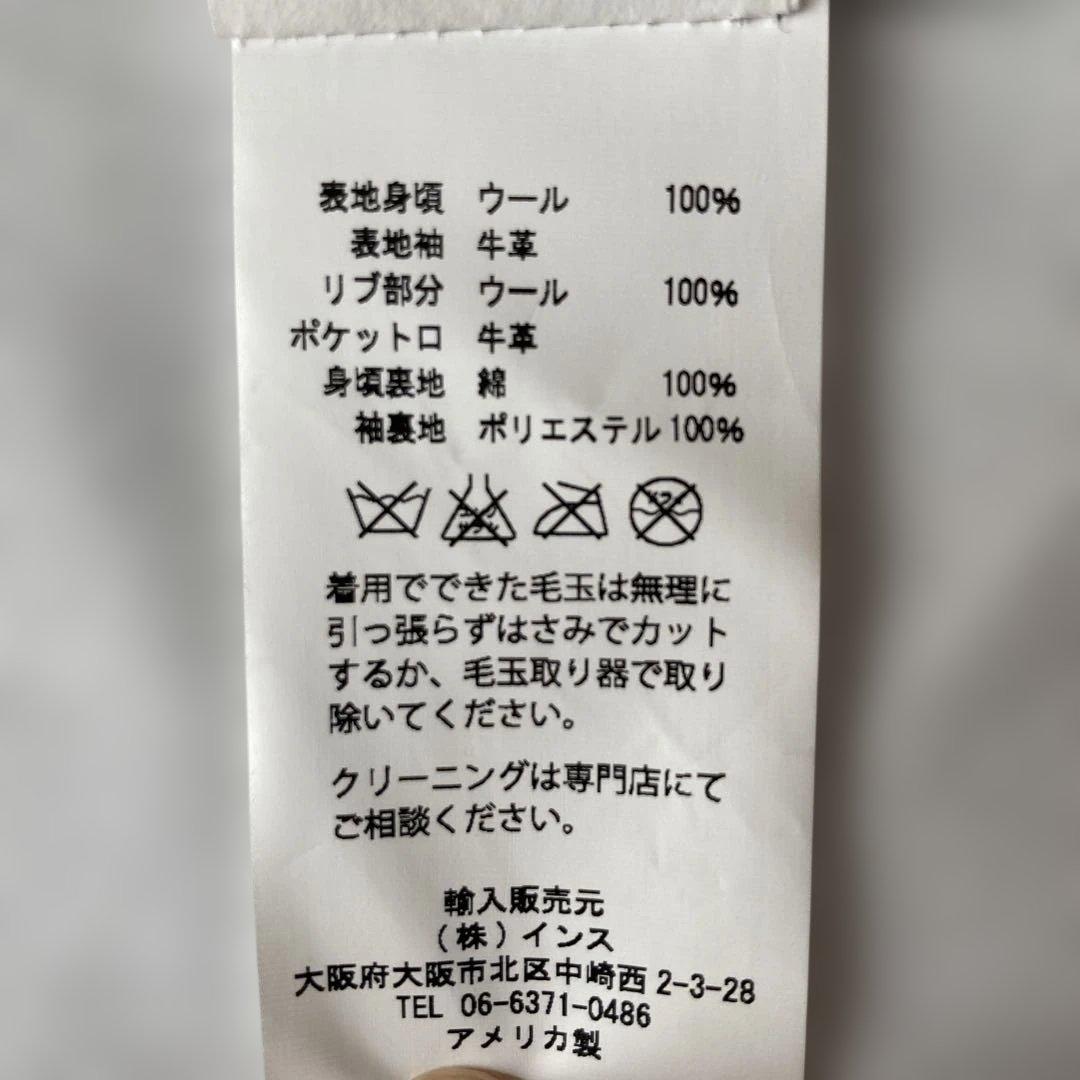 表地身頃 ウール 100%
表地袖 牛革
リブ部分 ウール 100%
ポケット口 牛革
身頃裏地 綿 100%
袖裏地 ポリエステル 100%
着用でできた毛玉は無理に
引っ張らずはさみでカット
するか、毛玉取り器で取り
除いてください。
クリーニングは専門店にて
ご相談ください。
輸入販売元
(株)インス
大阪府大阪市北区中崎西 2-3-28
TEL 06-6371-0486
アメリカ製